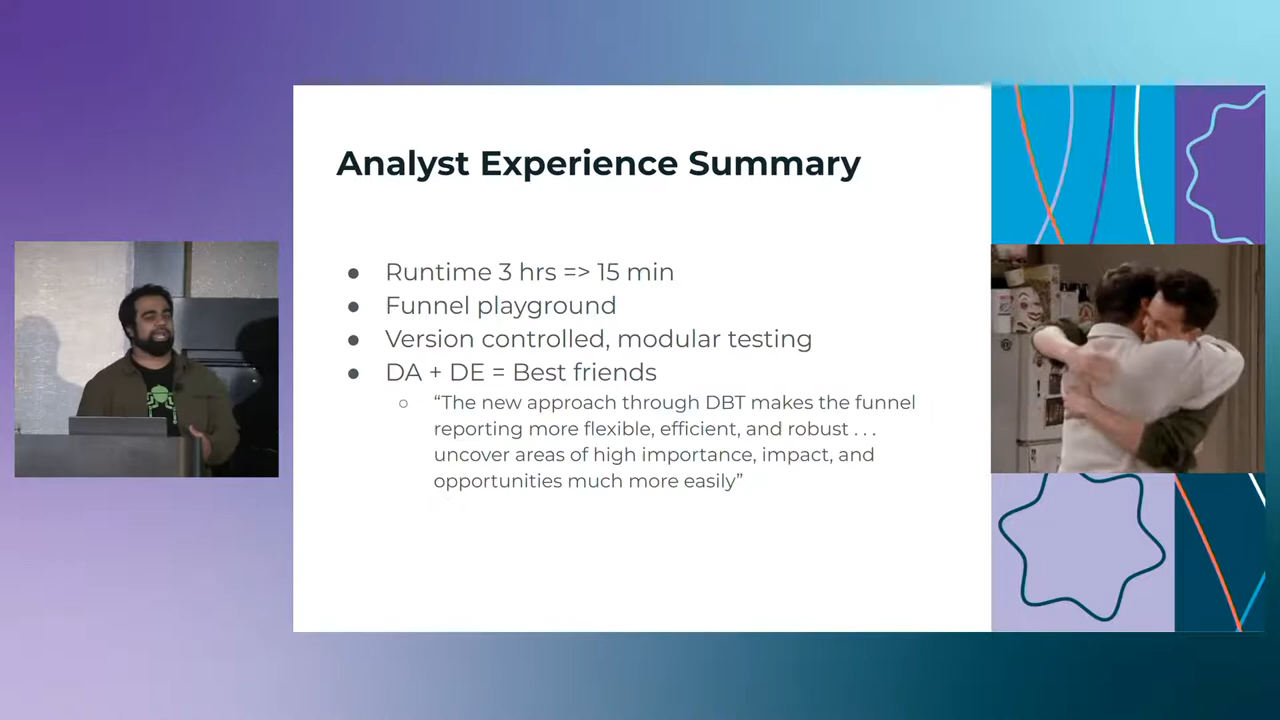 Analyst Experience Summary
● Runtime 3 hrs => 15 min
● Funnel playground
● Version controlled, modular testing
● DA + DE = Best friends
○ “The new approach through DBT makes the funnel
reporting more flexible, efficient, and robust . . .
uncover areas of high importance, impact, and
opportunities much more easily”